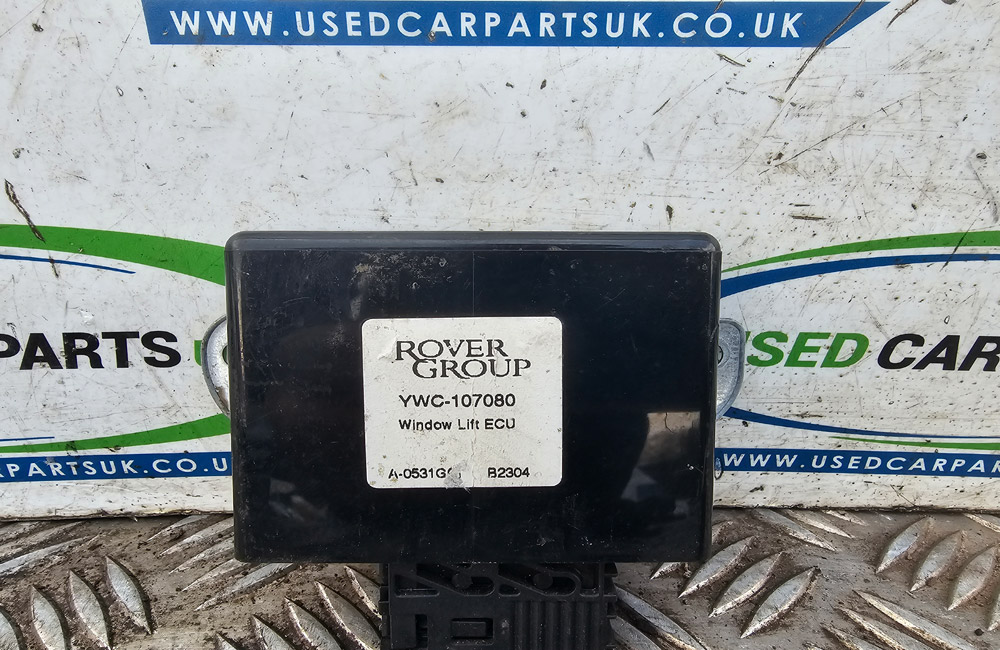 WWW.USEDCARPARTSUK.CO.UK
PARTS
SED CAR
ROVER
GROUP
YWC-107080
Window Lift ECU
B2304
PARTSUK.CO.U
WWW.USEDCARPAR